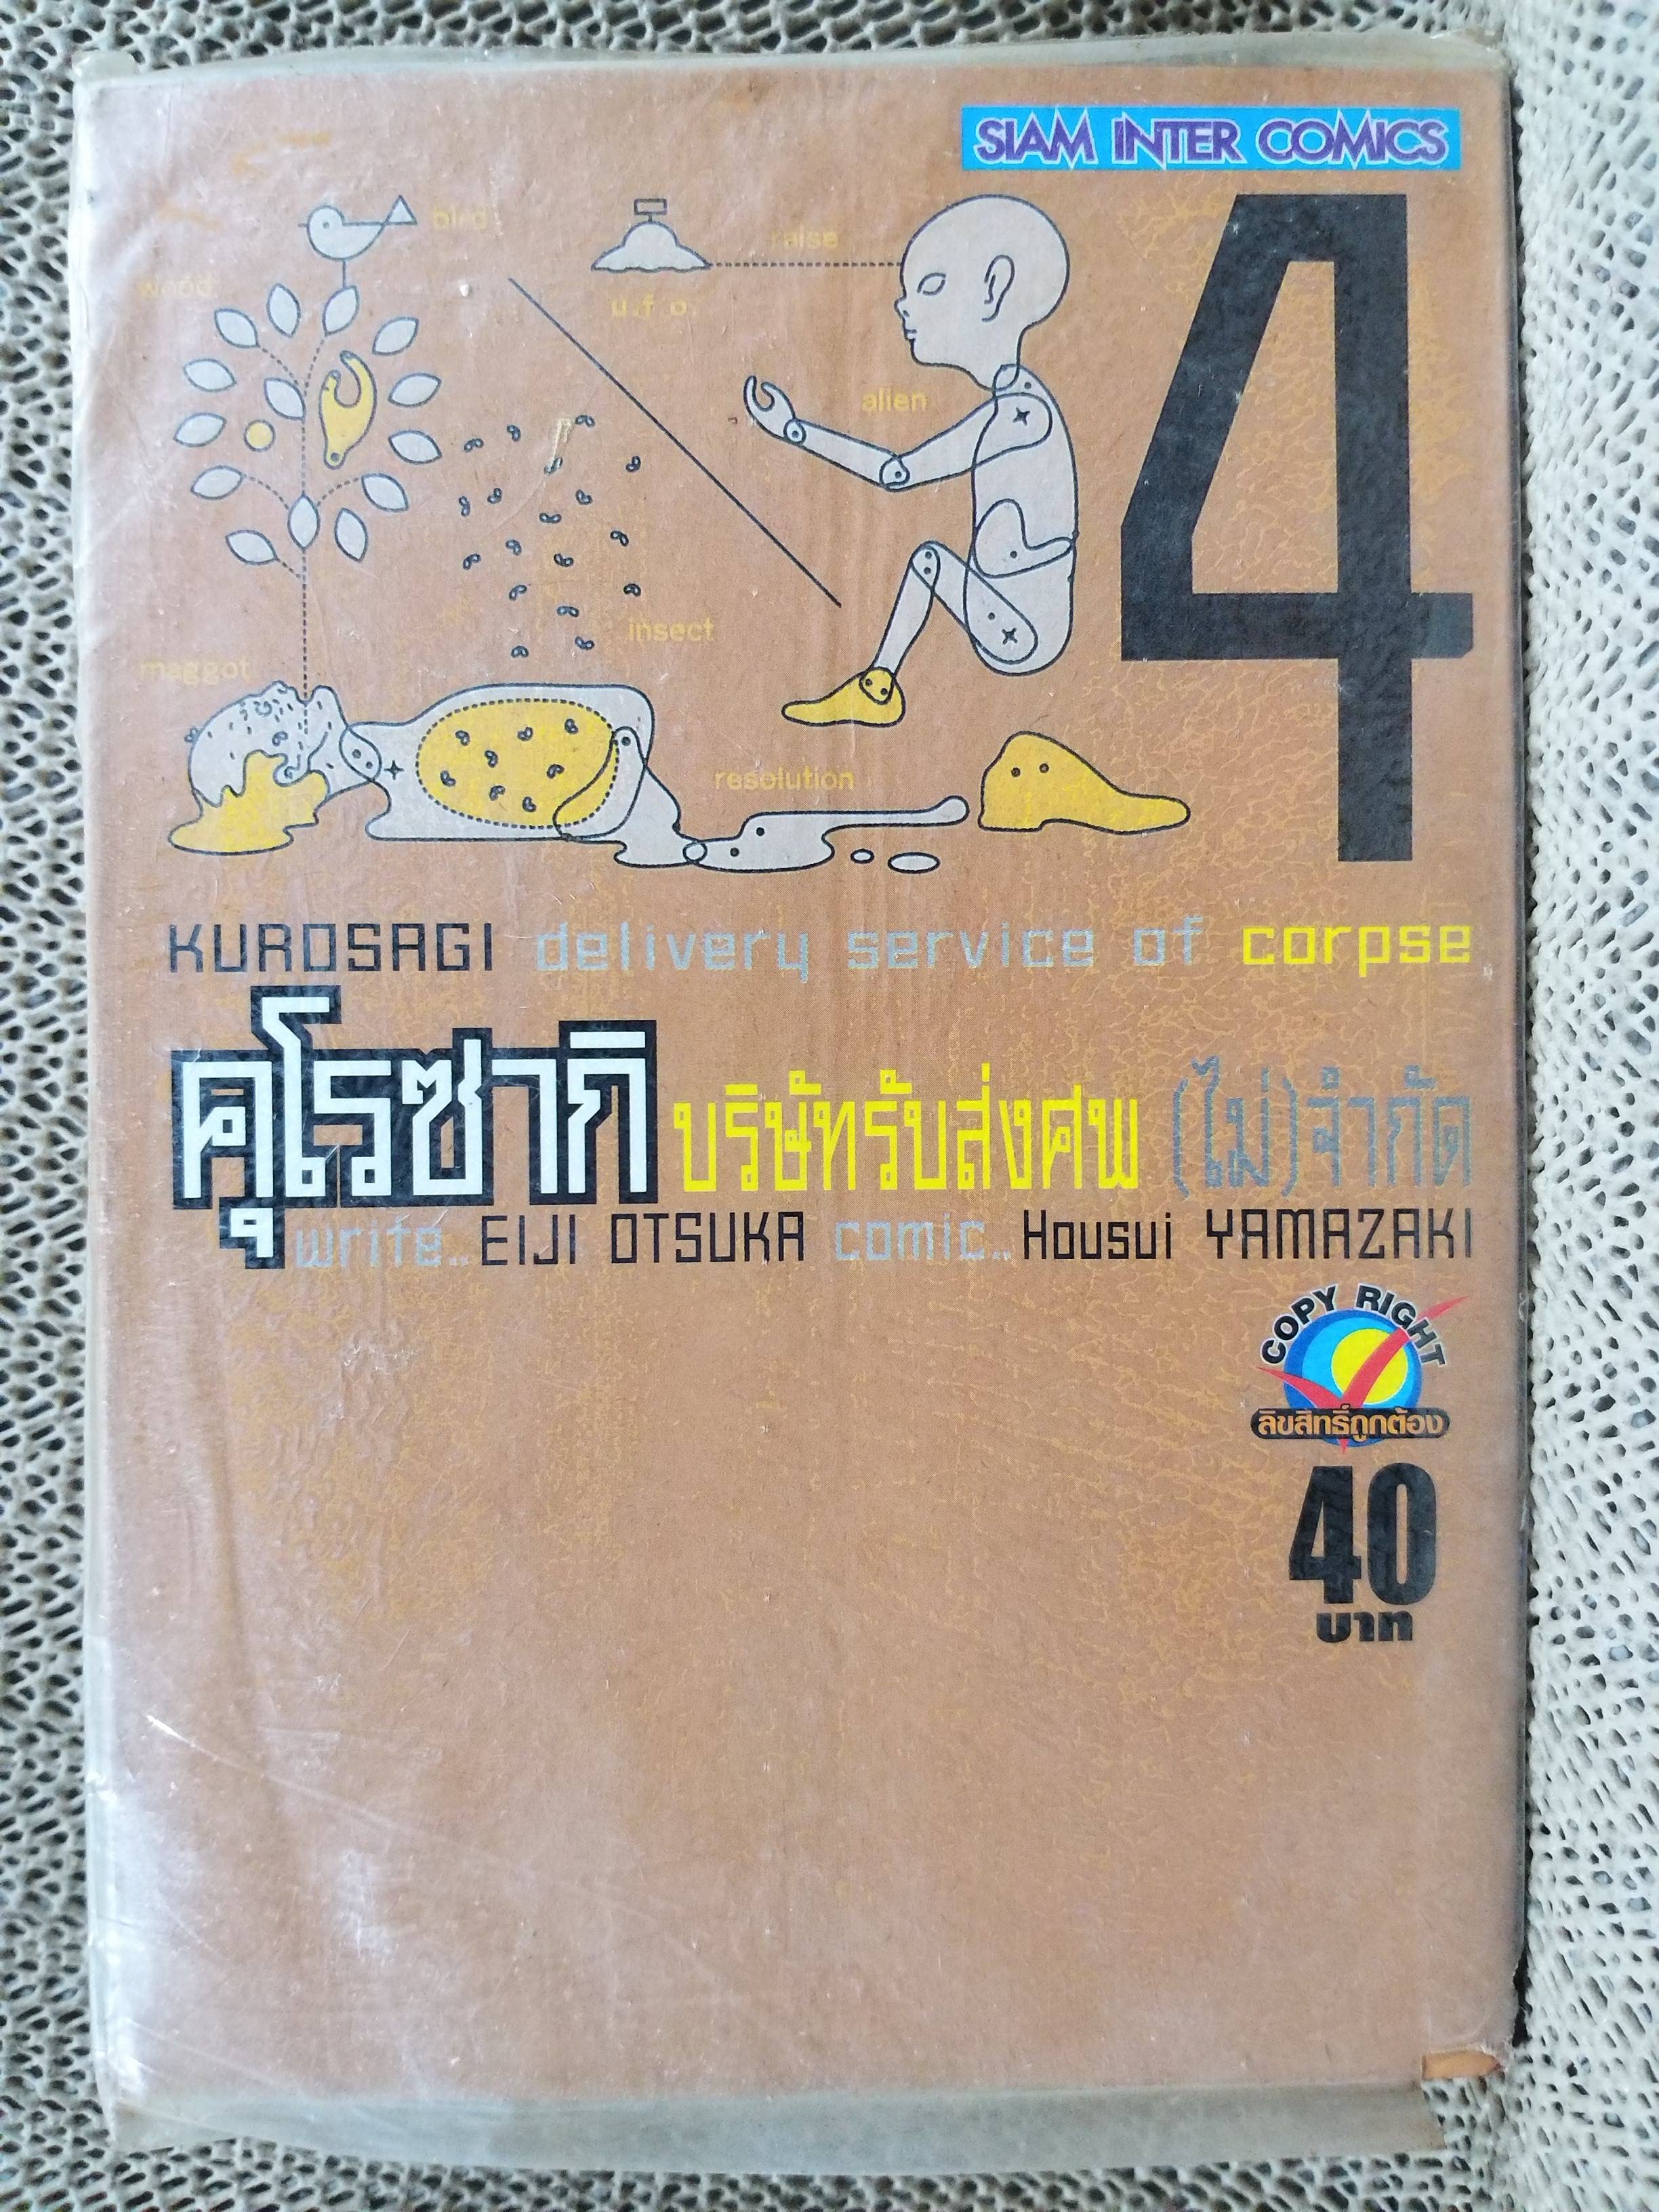 SIAM INTER COMICS
4
bird
wood
raise
u.f.o.
alien
insect
maggot
resolution
KUROSAGI delivery service of corpse
คุโรซากิ บริษัทรับส่งศพ (ไม่)จำกัด
write.. EIJI OTSUKA comic.. Housui YAMAZAKI
COPY RIGHT
ลิขสิทธิ์ถูกต้อง
40
บาท